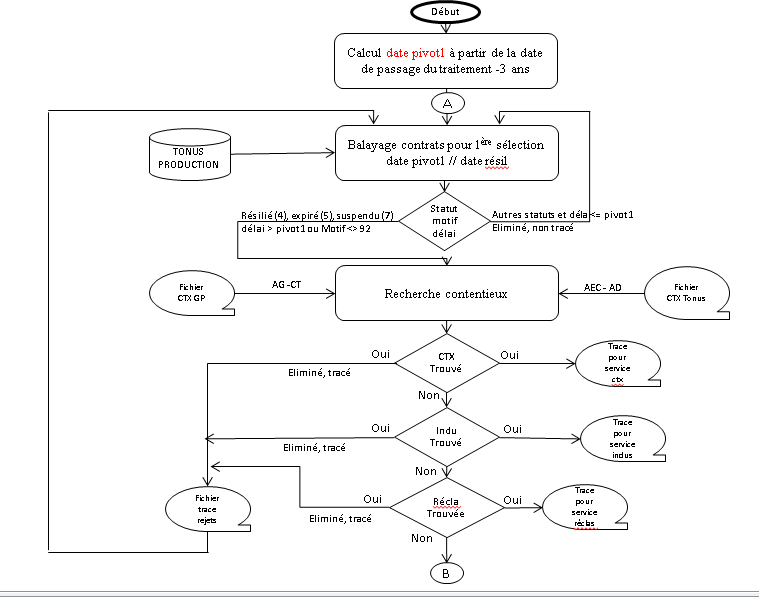 Début
Calcul date pivot1 à partir de la date
de passage du traitement -3 ans
A
Balayage contrats pour 1ère sélection
date pivot1 // date résil
TONUS
PRODUCTION
Statut
motif
délai
Résilié (4), expiré (5), suspendu (7)
délai > pivot1 ou Motif <> 92
Autres statuts et déla <= pivot1
Eliminé, non tracé
Fichier
CTX GP
AG -CT
Recherche contentieux
AEC - AD
Fichier
CTX Tonus
Oui
CTX
Trouvé
Oui
Eliminé, tracé
Trace
pour
service
ctx
Non
Oui
Indu
Trouvé
Oui
Eliminé, tracé
Trace
pour
service
indus
Non
Oui
Récla
Trouvée
Oui
Eliminé, tracé
Trace
pour
service
réclas
Fichier
trace
rejets
Non
B